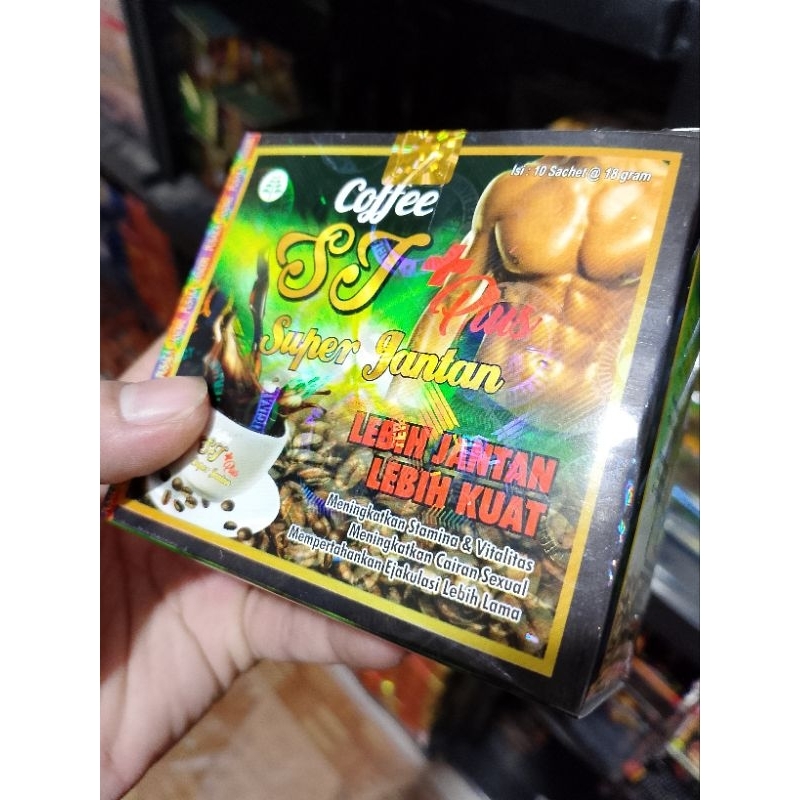 Isi : 10 Sachet @ 18 gram
Coffee
SJ + Plus
Super Jantan
LEBIH JANTAN
LEBIH KUAT
Meningkatkan Stamina & Vitalitas
Meningkatkan Cairan Sexual
Mempertahankan Ejakulasi Lebih Lama
ORIGINAL